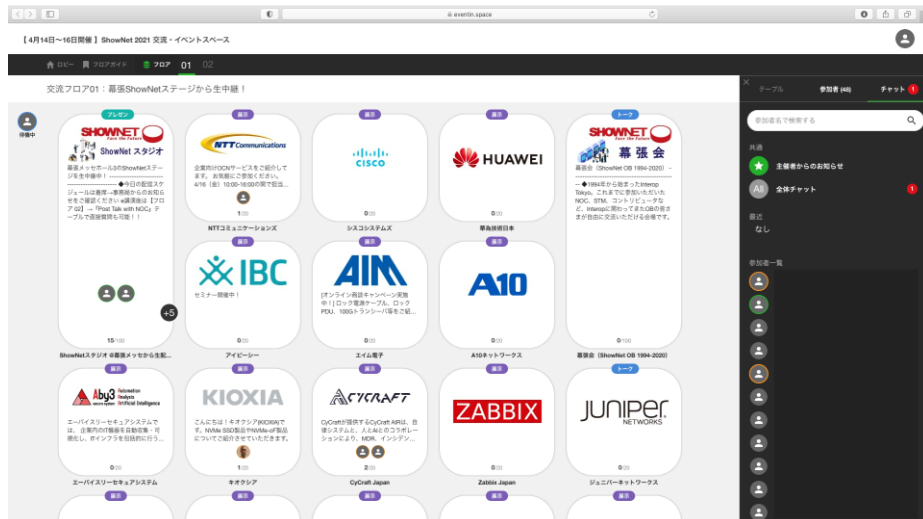 eventin.space
【 4月14日〜16日開催 】ShowNet 2021 交流・イベントスペース
ロビー
フロアガイド
フロア
01
02
交流フロア01：幕張ShowNetステージから生中継！
待機中
プレゼン
SHOWNET
Face the Future
ShowNet スタジオ
幕張メッセホール3のShowNetステー
ジを生中継中！
◆今日の配信スケ
ジュールは着席→事務局からのお知ら
せをご確認ください※講演後は【フロ
ア 02】→「Post Talk with NOC」テ
ーブルで直接質問も可能！！
+5
15/100
ShowNetスタジオ @幕張メッセから生配...
展示
NTT Communications
企業向けOCNサービスをご紹介して
ます。 お気軽にご参加ください。
4/16（金）10:00-16:00の間で担当...
1/20
NTTコミュニケーションズ
展示
CISCO
0/20
シスコシステムズ
展示
HUAWEI
0/20
華為技術日本
トーク
SHOWNET
Face the Future
幕張会
幕張会（ShowNet OB 1994-2020） -
-- ◆1994年から始まったInterop
Tokyo。これまでに参加いただいた
NOC、STM、コントリビュータな
ど、Interopに関わってきたOBの皆さ
まが自由に交流いただける会場です。
0/100
幕張会（ShowNet OB 1994-2020）
展示
IBC
セミナー開催中！
0/20
アイビーシー
展示
AIM
[オンライン商談キャンペーン実施
中！] ロック電源ケーブル、ロック
PDU、100Gトランシーバ等をご紹...
0/20
エイム電子
展示
A10
0/20
A10ネットワークス
展示
Aby3
Automation
Analysis
Artificial Intelligence
エーバイスリーセキュアシステムで
は、企業内のIT機器を自動収集・可
視化し、ITインフラを包括的に行う...
0/20
エーバイスリーセキュアシステム
展示
KIOXIA
こんにちは！キオクシア(KIOXIA)で
す。NVMe SSD製品やNVMe-oF製品
についてご紹介させていただきます。
1/20
キオクシア
展示
CYCRAFT
CyCraftが提供するCyCraft AIRは、自
律システムと、人とAIとのコラボレー
ションにより、MDR、インシデン...
2/20
CyCraft Japan
展示
ZABBIX
0/20
Zabbix Japan
トーク
JUNIPER
NETWORKS
0/20
ジュニパーネットワークス
展示
展示
展示
展示
展示
テーブル
参加者 (48)
チャット
1
参加者名で検索する
共通
主催者からのお知らせ
All
全体チャット
1
最近
なし
参加者一覧